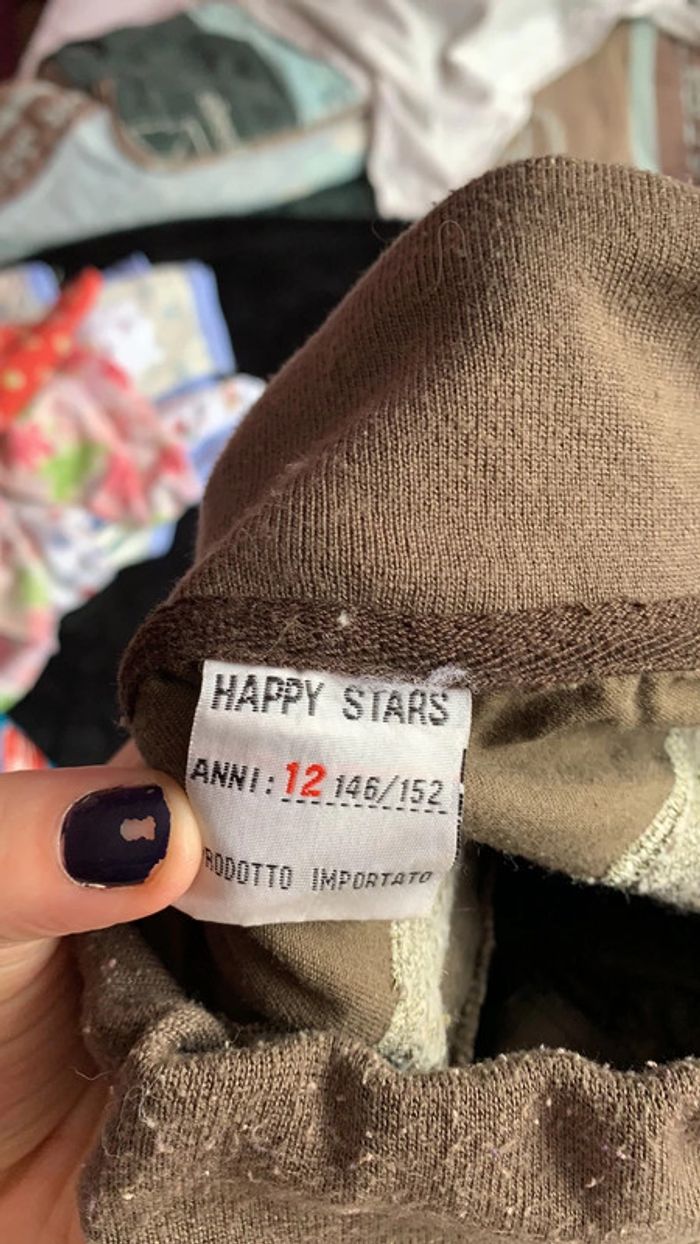 HAPPY STARS
ANNI: 12 146/152
RODOTTO IMPORTATO